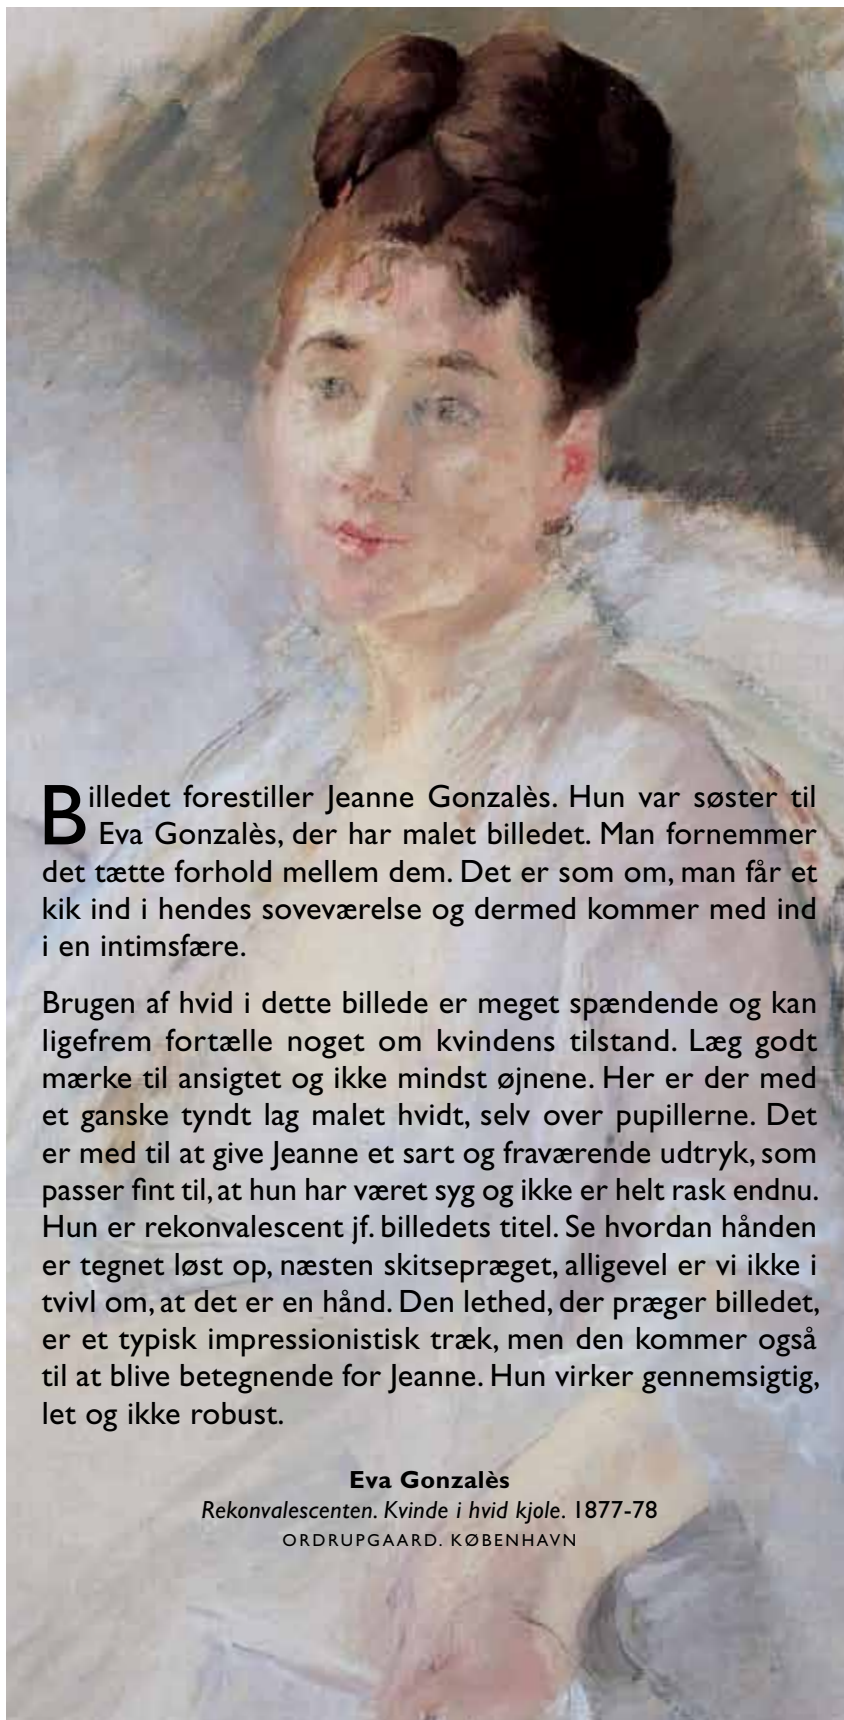 Billedet forestiller Jeanne Gonzalès. Hun var søster til
Eva Gonzalès, der har malet billedet. Man fornemmer
det tætte forhold mellem dem. Det er som om, man får et
kik ind i hendes soveværelse og dermed kommer med ind
i en intimsfære.
Brugen af hvid i dette billede er meget spændende og kan
ligefrem fortælle noget om kvindens tilstand. Læg godt
mærke til ansigtet og ikke mindst øjnene. Her er der med
et ganske tyndt lag malet hvidt, selv over pupillerne. Det
er med til at give Jeanne et sart og fraværende udtryk, som
passer fint til, at hun har været syg og ikke er helt rask endnu.
Hun er rekonvalescent jf. billedets titel. Se hvordan hånden
er tegnet løst op, næsten skitsepræget, alligevel er vi ikke i
tvivl om, at det er en hånd. Den lethed, der præger billedet,
er et typisk impressionistisk træk, men den kommer også
til at blive betegnende for Jeanne. Hun virker gennemsigtig,
let og ikke robust.
Eva Gonzalès
Rekonvalescenten. Kvinde i hvid kjole. 1877-78
ORDRUPGAARD. KØBENHAVN